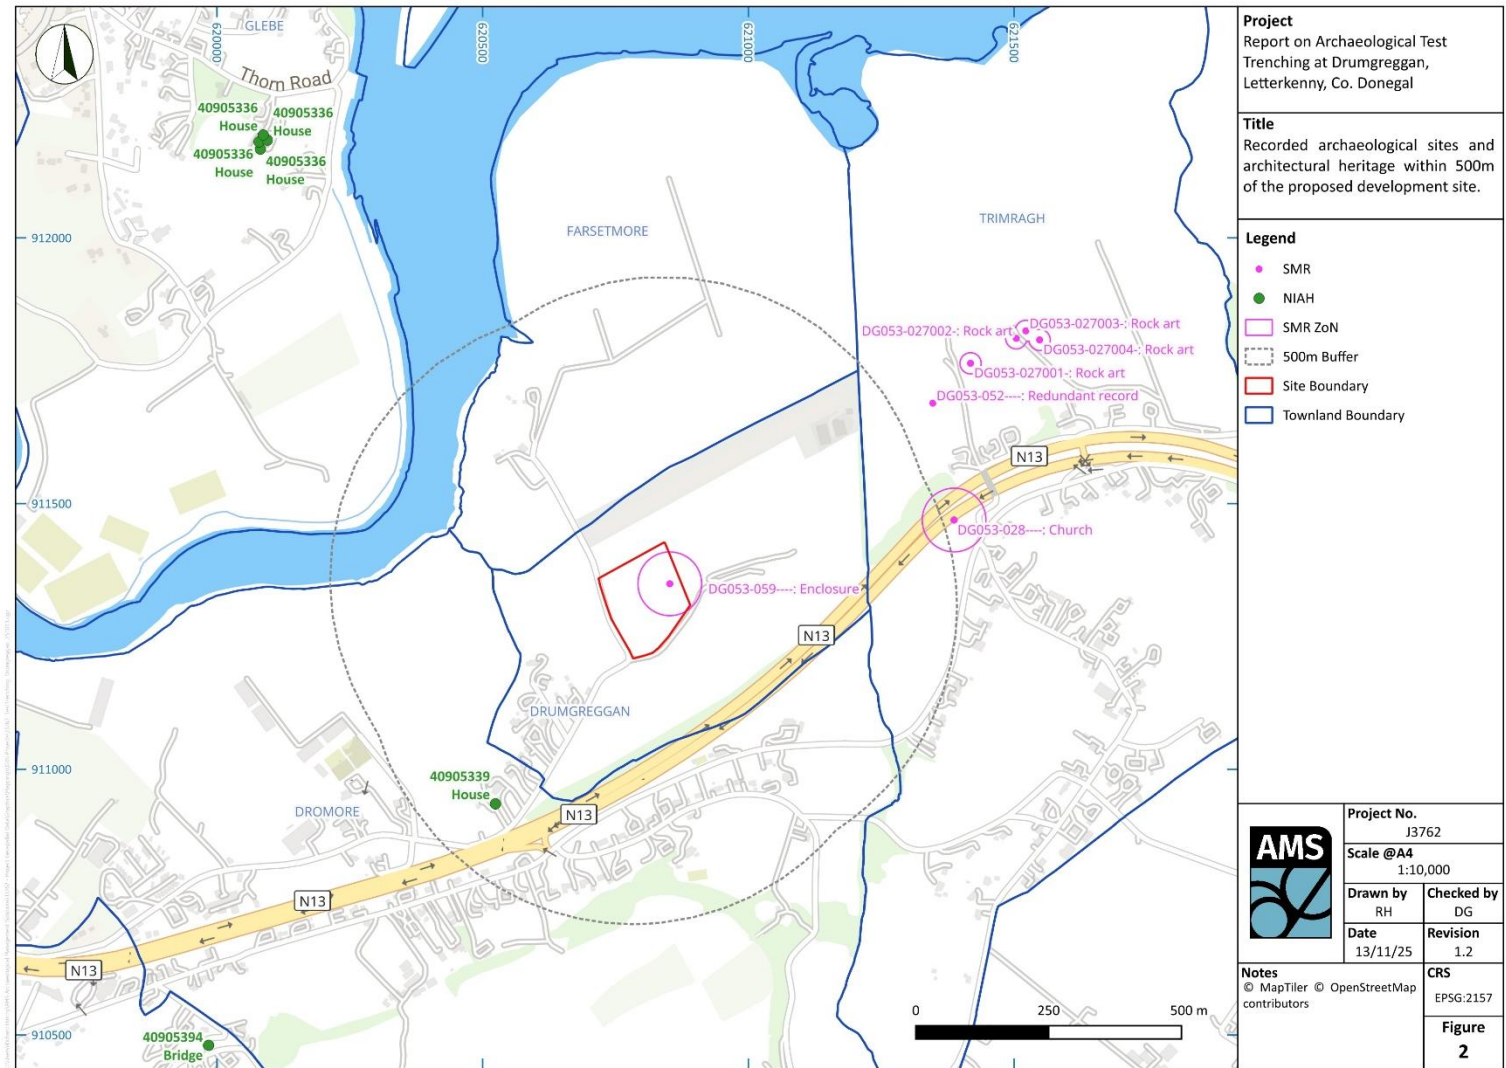 GLEBE
620000
620500
621000
621500
Thorn Road
40905336
House
40905336
House
40905336
House
40905336
House
912000
FARSETMORE
TRIMRAGH
DG053-027002-: Rock art
DG053-027003-: Rock art
DG053-027004-: Rock art
DG053-027001-: Rock art
DG053-052----: Redundant record
N13
911500
DG053-028----: Church
DG053-059----: Enclosure
N13
DRUMGREGGAN
911000
40905339
House
DROMORE
N13
N13
N13
910500
40905394
Bridge
0 250 500 m
Project
Report on Archaeological Test
Trenching at Drumgreggan,
Letterkenny, Co. Donegal
Title
Recorded archaeological sites and
architectural heritage within 500m
of the proposed development site.
Legend
SMR
NIAH
SMR ZoN
500m Buffer
Site Boundary
Townland Boundary
AMS
Project No.
J3762
Scale @A4
1:10,000
Drawn by
RH
Checked by
DG
Date
13/11/25
Revision
1.2
Notes
© MapTiler © OpenStreetMap
contributors
CRS
EPSG:2157
Figure
2